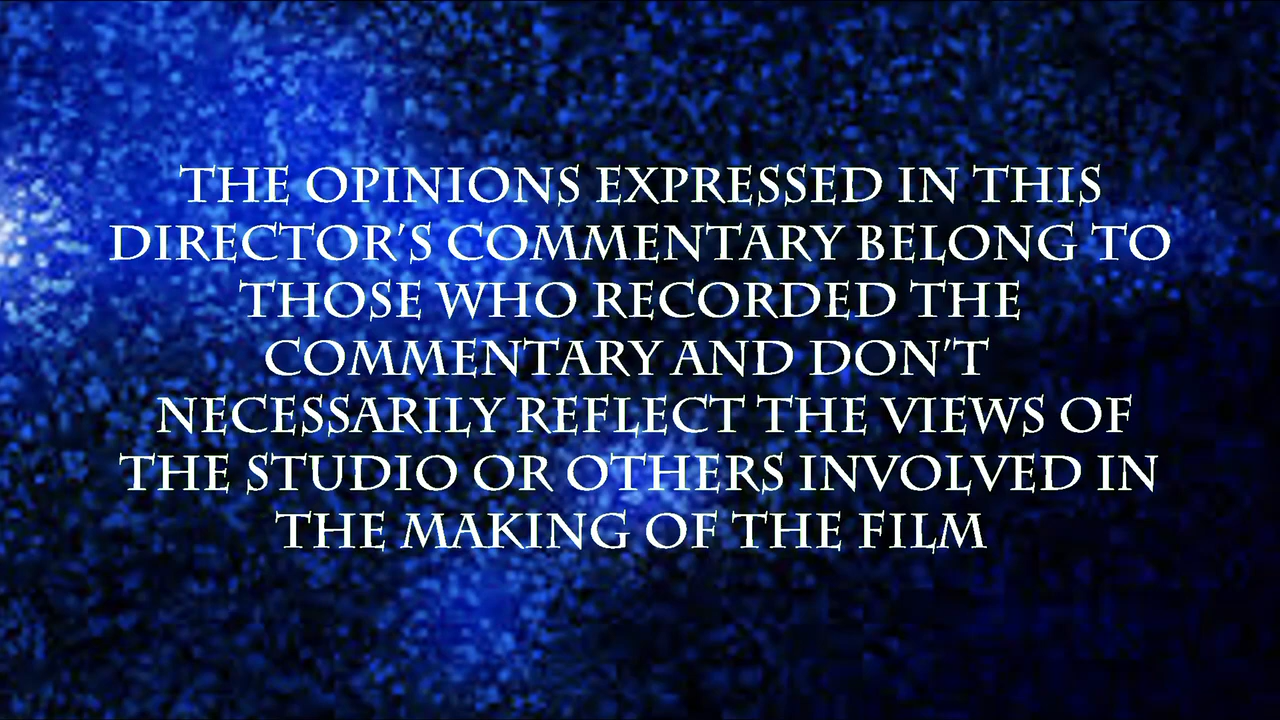 THE OPINIONS EXPRESSED IN THIS
DIRECTOR'S COMMENTARY BELONG TO
THOSE WHO RECORDED THE
COMMENTARY AND DON'T
NECESSARILY REFLECT THE VIEWS OF
THE STUDIO OR OTHERS INVOLVED IN
THE MAKING OF THE FILM